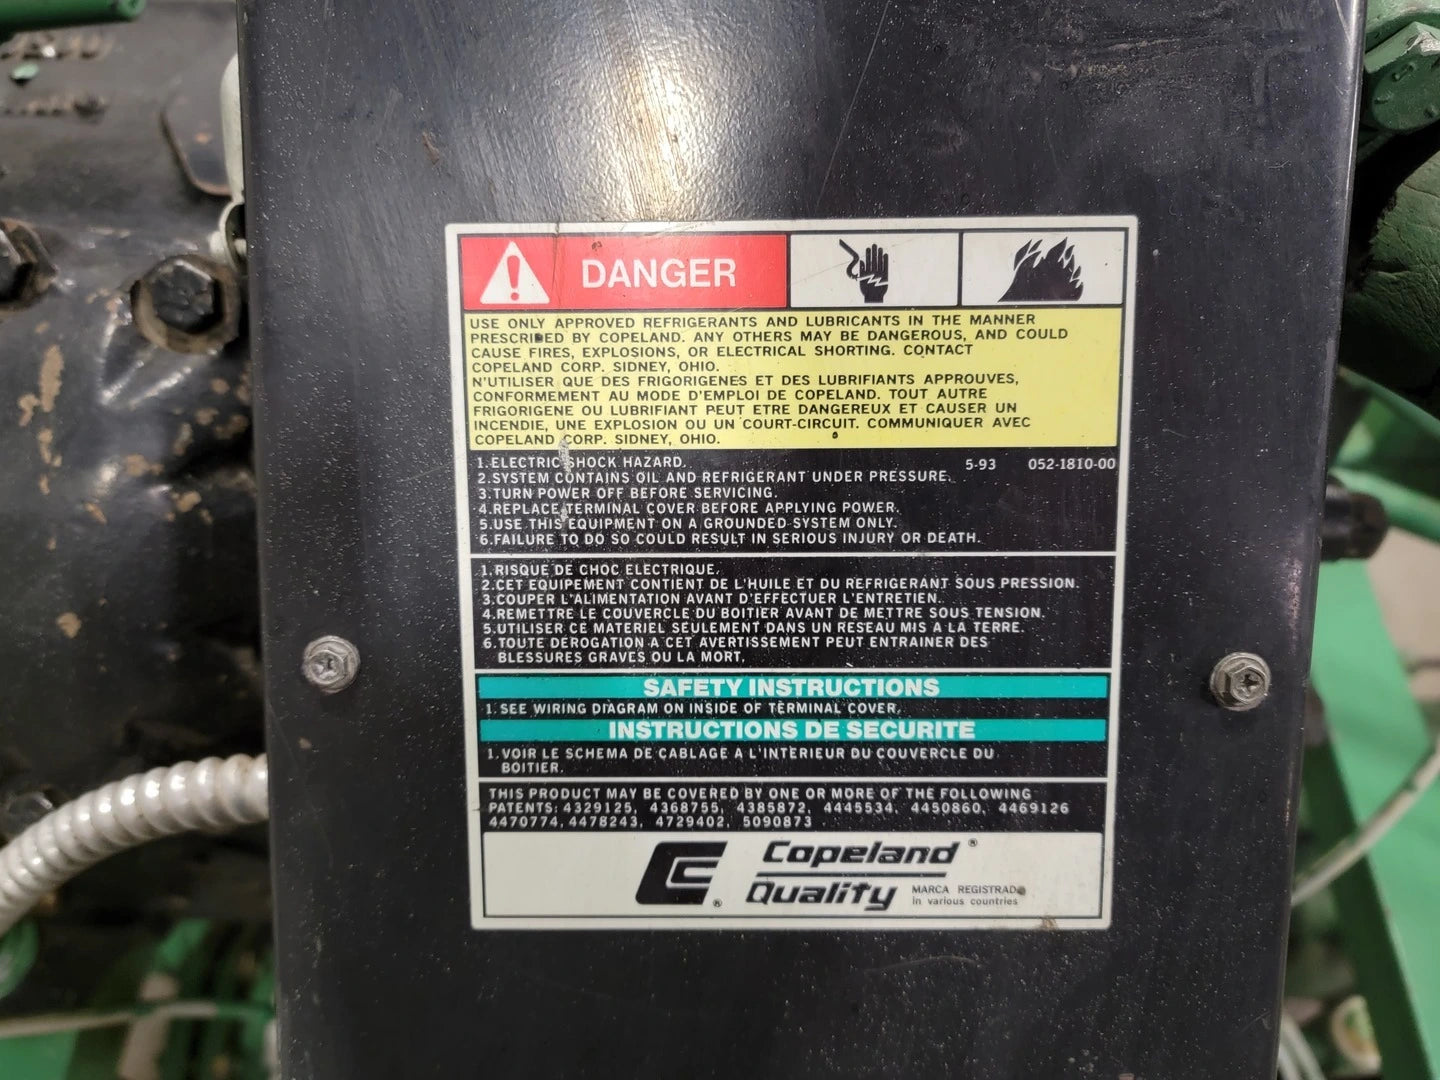 DANGER
USE ONLY APPROVED REFRIGERANTS AND LUBRICANTS IN THE MANNER
PRESCRIBED BY COPELAND. ANY OTHERS MAY BE DANGEROUS, AND COULD
CAUSE FIRES, EXPLOSIONS, OR ELECTRICAL SHORTING. CONTACT
COPELAND CORP. SIDNEY, OHIO.
N'UTILISER QUE DES FRIGORIGENES ET DES LUBRIFIANTS APPROUVES,
CONFORMEMENT AU MODE D'EMPLOI DE COPELAND. TOUT AUTRE
FRIGORIGENE OU LUBRIFIANT PEUT ETRE DANGEREUX ET CAUSER UN
INCENDIE, UNE EXPLOSION OU UN COURT-CIRCUIT. COMMUNIQUER AVEC
COPELAND CORP. SIDNEY, OHIO.
1. ELECTRIC SHOCK HAZARD. 5-93 052-1810-00
2. SYSTEM CONTAINS OIL AND REFRIGERANT UNDER PRESSURE.
3. TURN POWER OFF BEFORE SERVICING.
4. REPLACE TERMINAL COVER BEFORE APPLYING POWER.
5. USE THIS EQUIPMENT ON A GROUNDED SYSTEM ONLY.
6. FAILURE TO DO SO COULD RESULT IN SERIOUS INJURY OR DEATH.
1. RISQUE DE CHOC ELECTRIQUE.
2. CET EQUIPEMENT CONTIENT DE L'HUILE ET DU REFRIGERANT SOUS PRESSION.
3. COUPER L'ALIMENTATION AVANT D'EFFECTUER L'ENTRETIEN.
4. REMETTRE LE COUVERCLE DU BOITIER AVANT DE METTRE SOUS TENSION.
5. UTILISER CE MATERIEL SEULEMENT DANS UN RESEAU MIS A LA TERRE.
6. TOUTE DEROGATION A CET AVERTISSEMENT PEUT ENTRAINER DES
BLESSURES GRAVES OU LA MORT.
SAFETY INSTRUCTIONS
1. SEE WIRING DIAGRAM ON INSIDE OF TERMINAL COVER.
INSTRUCTIONS DE SECURITE
1. VOIR LE SCHEMA DE CABLAGE A L'INTERIEUR DU COUVERCLE DU
BOITIER.
THIS PRODUCT MAY BE COVERED BY ONE OR MORE OF THE FOLLOWING
PATENTS: 4329125, 4368755, 4385872, 4445534, 4450860, 4469126
4470774, 4478243, 4729402, 5090873
Copeland ®
® Quality MARCA REGISTRADA
In various countries